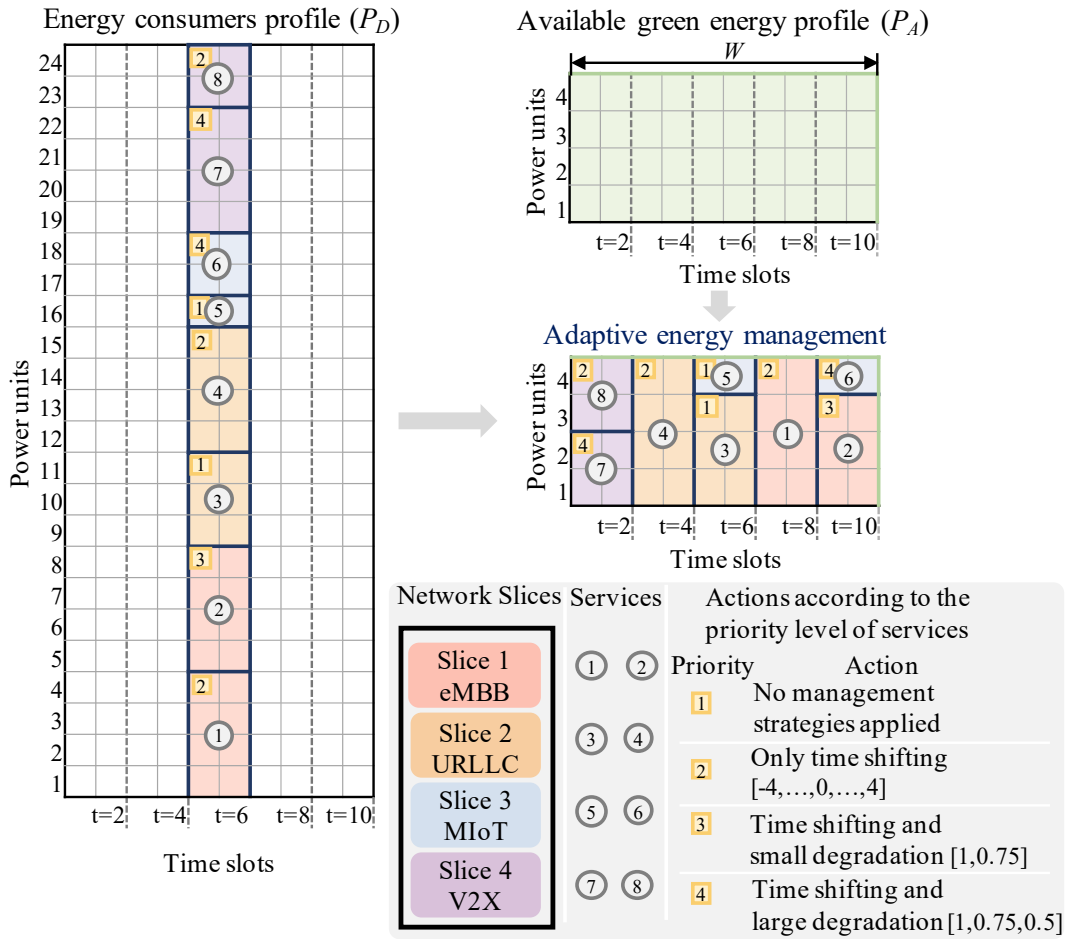 Energy consumers profile (P_D)
24
23
22
21
20
19
18
17
16
15
14
13
12
11
10
9
8
7
6
5
4
3
2
1
Power units
2
8
4
7
4
6
1
5
2
4
1
3
3
2
2
1
t=2 t=4 t=6 t=8 t=10
Time slots
Available green energy profile (P_A)
W
4
3
2
1
Power units
t=2 t=4 t=6 t=8 t=10
Time slots
Adaptive energy management
4
3
2
1
Power units
2 2 1 5 2 4 6
8 1 3
4 4 3 1 2
7
t=2 t=4 t=6 t=8 t=10
Time slots
Network Slices
Slice 1
eMBB
Slice 2
URLLC
Slice 3
MIoT
Slice 4
V2X
Services
1 2
3 4
5 6
7 8
Actions according to the
priority level of services
Priority Action
1 No management
strategies applied
2 Only time shifting
[-4,…,0,…,4]
3 Time shifting and
small degradation [1,0.75]
4 Time shifting and
large degradation [1,0.75,0.5]